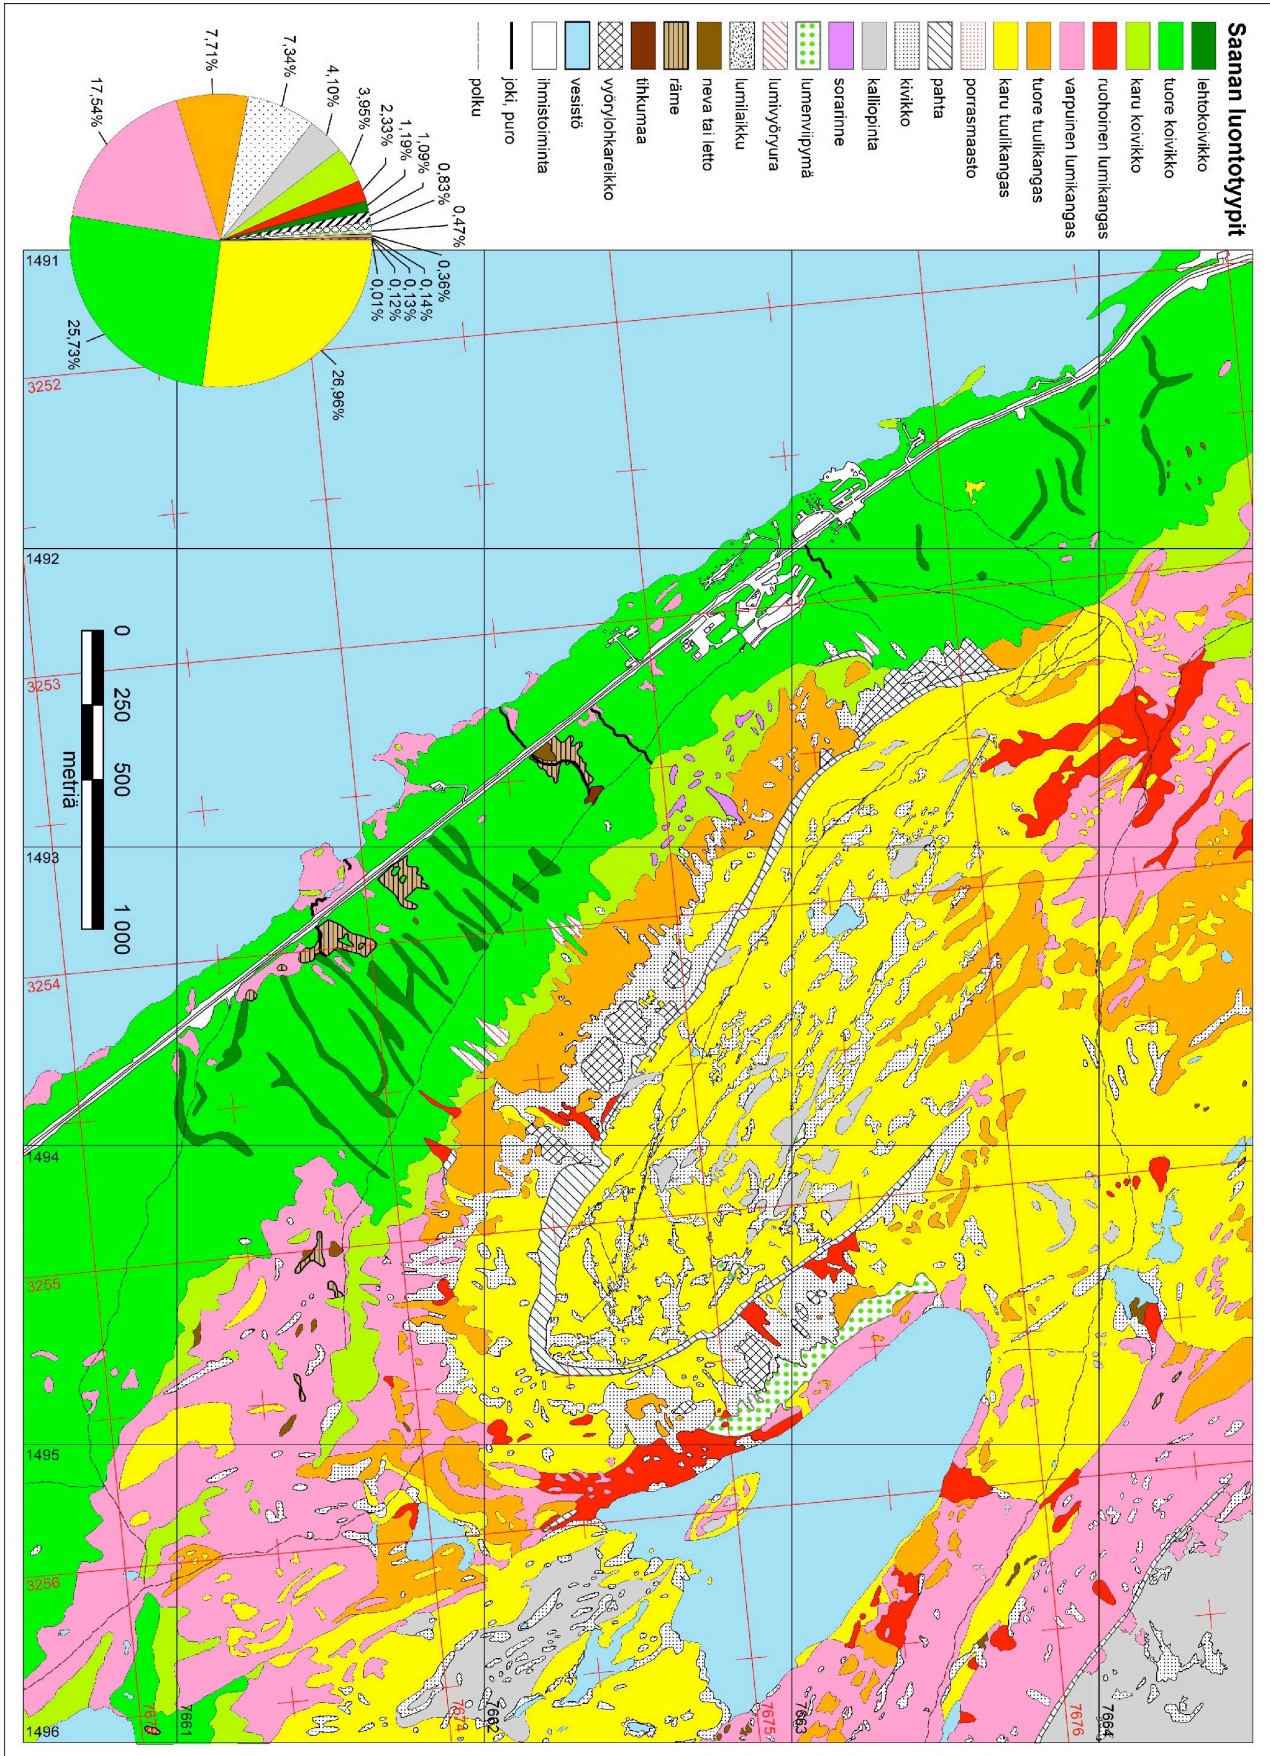 Saanan luontotyypit
lehtokoivikko
tuore koivikko
karu koivikko
ruohoinen lumikangas
varpuinen lumikangas
tuore tuulikangas
karu tuulikangas
porrasmaasto
pahta
kivikko
kalliopinta
sorarinne
lumenviipymä
lumivyöryura
lumilaikku
neva tai letto
räme
tihkumaa
vyörylohkareikko
vesistö
ihmistoiminta
joki, puro
polku
7,71%
7,34%
4,10%
3,95%
2,33%
1,19%
1,09%
0,83%
0,47%
0,36%
0,14%
0,13%
0,12%
0,01%
26,96%
25,73%
17,54%
0 250 500 1 000
metriä
1491
1492
1493
1494
1495
1496
3252
3253
3254
3255
3256
7661
7662
7663
7664
7674
7675
7676